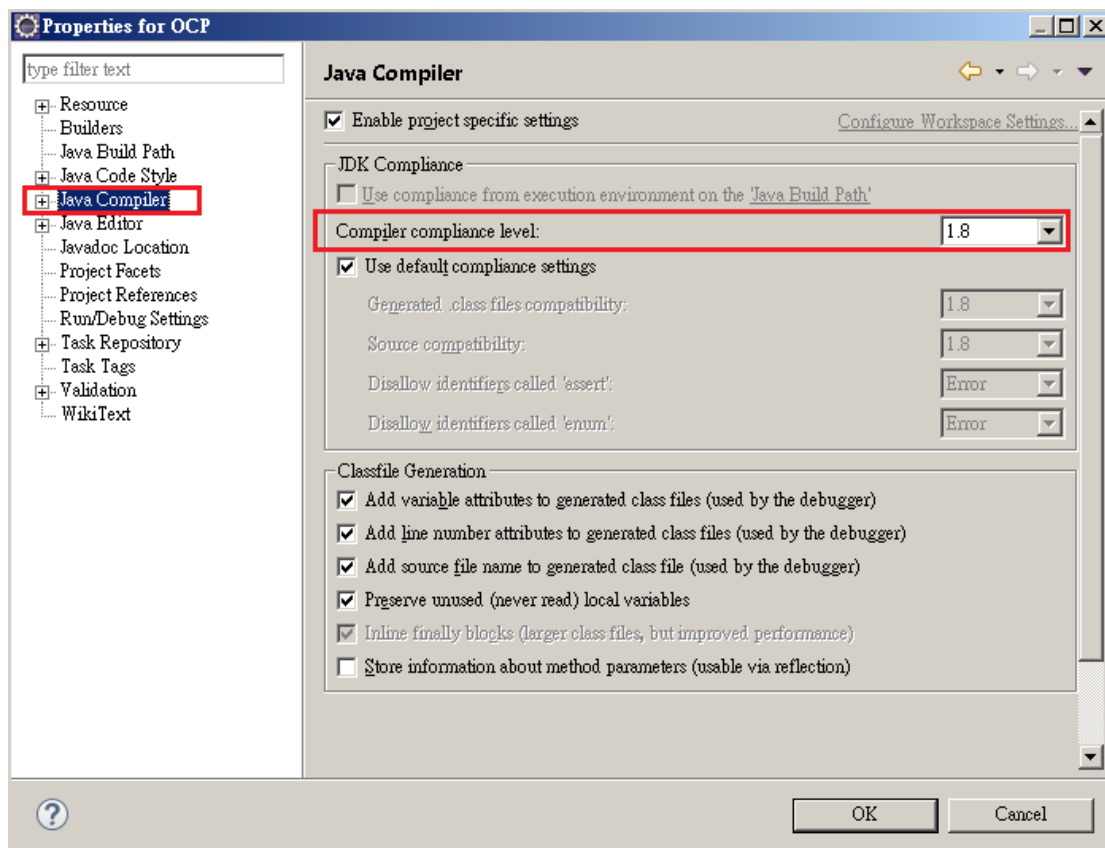 Properties for OCP
type filter text
Resource
Builders
Java Build Path
Java Code Style
Java Compiler
Java Editor
Javadoc Location
Project Facets
Project References
Run/Debug Settings
Task Repository
Task Tags
Validation
WikiText
Java Compiler
Enable project specific settings Configure Workspace Settings...
JDK Compliance
Use compliance from execution environment on the 'Java Build Path'
Compiler compliance level: 1.8
Use default compliance settings
Generated .class files compatibility: 1.8
Source compatibility: 1.8
Disallow identifiers called 'assert': Error
Disallow identifiers called 'enum': Error
Classfile Generation
Add variable attributes to generated class files (used by the debugger)
Add line number attributes to generated class files (used by the debugger)
Add source file name to generated class file (used by the debugger)
Preserve unused (never read) local variables
Inline finally blocks (larger class files, but improved performance)
Store information about method parameters (usable via reflection)
?
OK Cancel